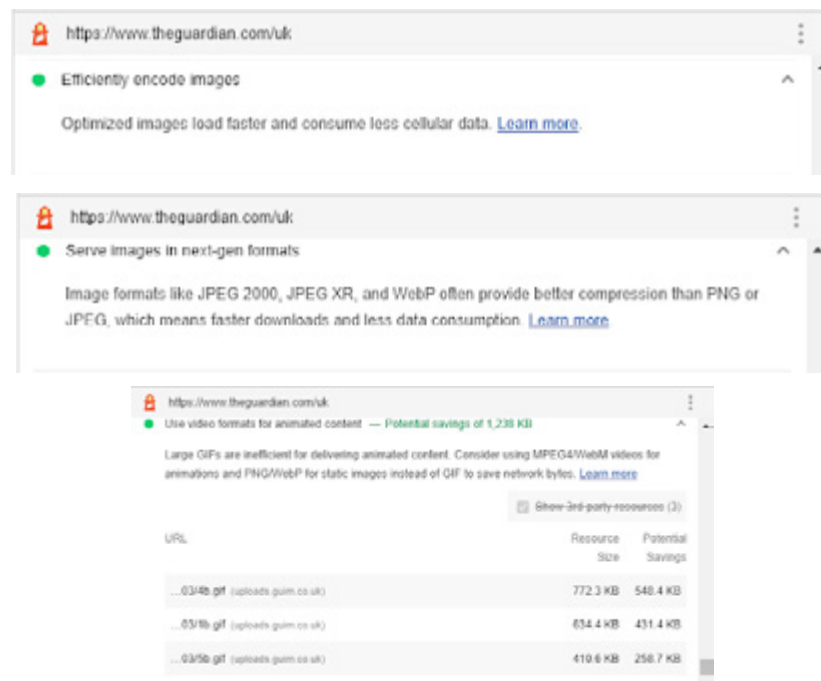 https://www.theguardian.com/uk
Efficiently encode images
Optimized images load faster and consume less cellular data. Learn more.
https://www.theguardian.com/uk
Serve images in next-gen formats
Image formats like JPEG 2000, JPEG XR, and WebP often provide better compression than PNG or
JPEG, which means faster downloads and less data consumption. Learn more
https://www.theguardian.com/uk
Use video formats for animated content — Potential savings of 1,238 KB
Large GIFs are inefficient for delivering animated content. Consider using MPEG4/WebM videos for
animations and PNG/WebP for static images instead of GIF to save network bytes. Learn more
Show 3rd-party resources (3)
URL Resource Size Potential Savings
...03/4b.gif (uploads.guim.co.uk) 772.3 KB 548.4 KB
...03/1b.gif (uploads.guim.co.uk) 634.4 KB 431.4 KB
...03/5b.gif (uploads.guim.co.uk) 410.6 KB 258.7 KB